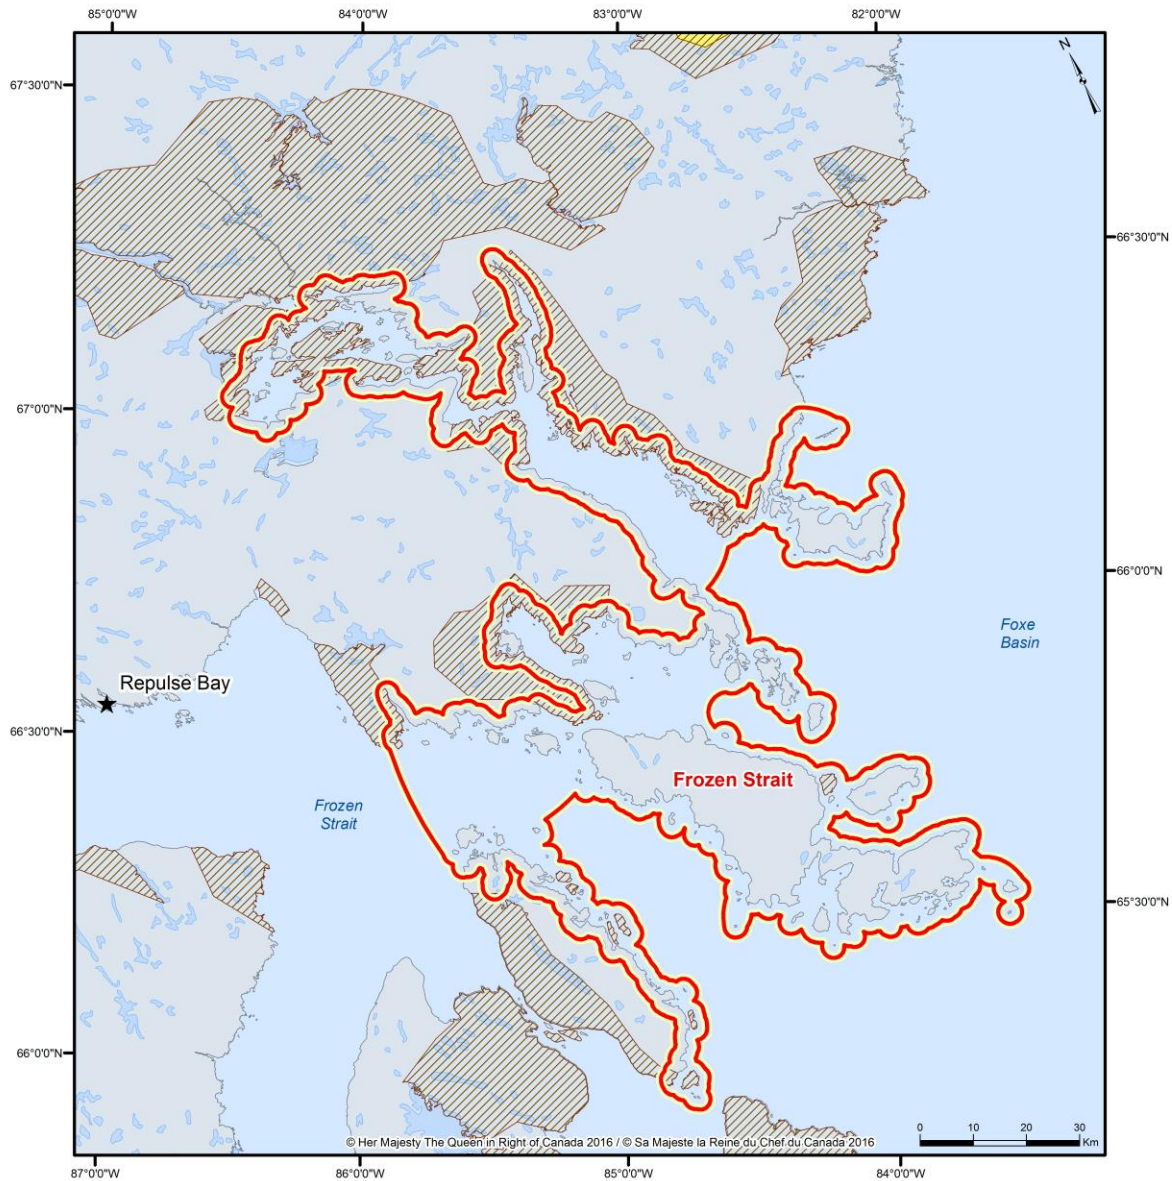 85°0'0"W
84°0'0"W
83°0'0"W
82°0'0"W
N
67°30'0"N
66°30'0"N
67°0'0"N
66°0'0"N
Foxe
Basin
Repulse Bay
66°30'0"N
Frozen Strait
Frozen
Strait
65°30'0"N
66°0'0"N
© Her Majesty The Queen in Right of Canada 2016 / © Sa Majeste la Reine du Chef du Canada 2016
0 10 20 30
Km
87°0'0"W
86°0'0"W
85°0'0"W
84°0'0"W